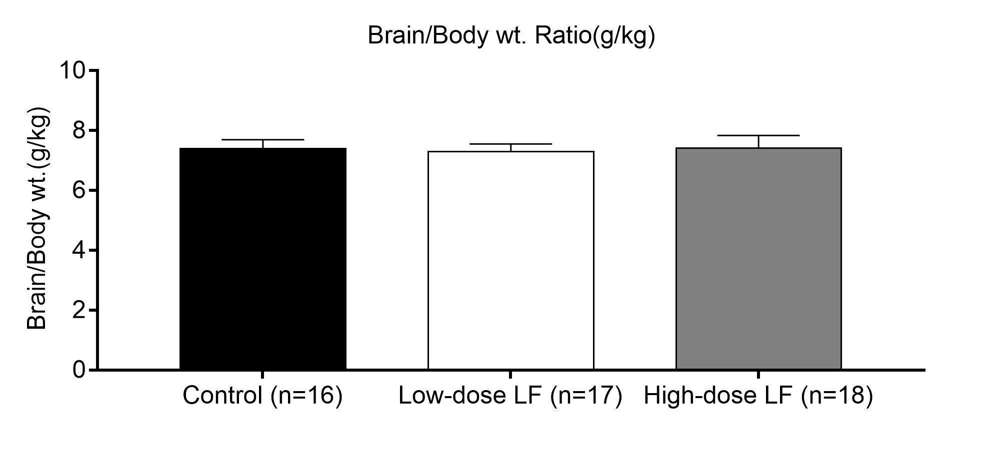 Brain/Body wt. Ratio(g/kg)
Brain/Body wt.(g/kg)
10
8
6
4
2
0
Control (n=16)
Low-dose LF (n=17)
High-dose LF (n=18)